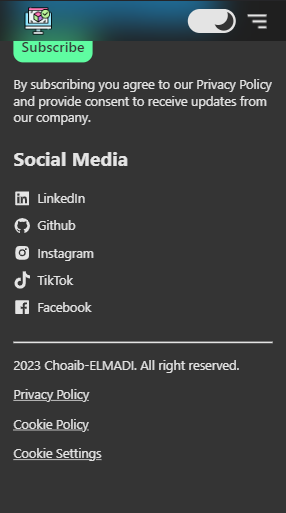 Subscribe
By subscribing you agree to our Privacy Policy
and provide consent to receive updates from
our company.
Social Media
LinkedIn
Github
Instagram
TikTok
Facebook
2023 Choaib-ELMADI. All right reserved.
Privacy Policy
Cookie Policy
Cookie Settings